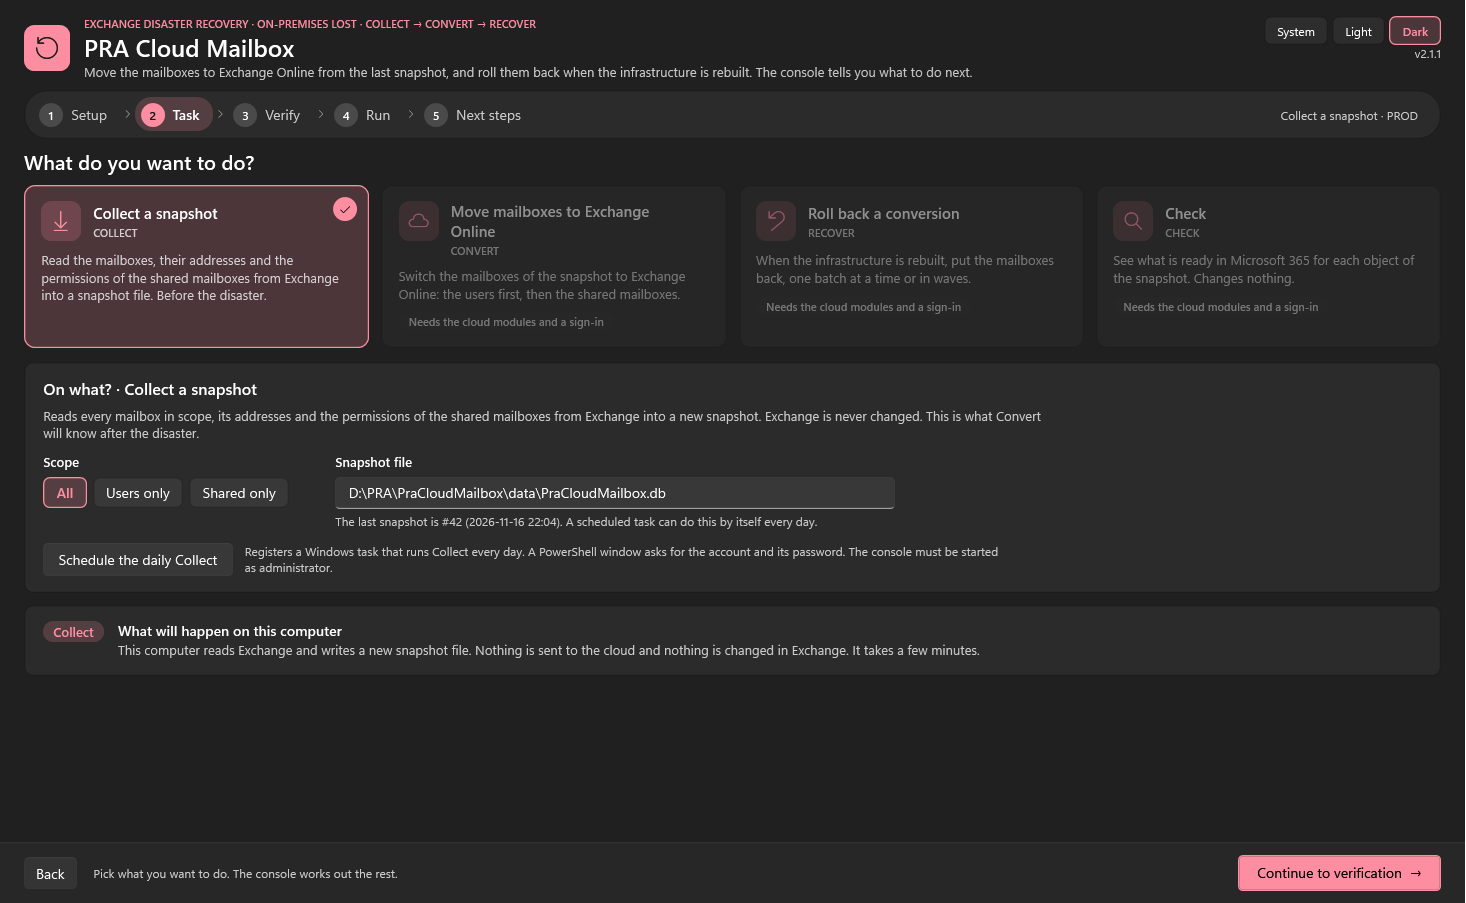 EXCHANGE DISASTER RECOVERY · ON-PREMISES LOST · COLLECT → CONVERT → RECOVER
PRA Cloud Mailbox
Move the mailboxes to Exchange Online from the last snapshot, and roll them back when the infrastructure is rebuilt. The console tells you what to do next.
System
Light
Dark
v2.1.1
1 Setup
2 Task
3 Verify
4 Run
5 Next steps
Collect a snapshot · PROD
What do you want to do?
Collect a snapshot
COLLECT
Read the mailboxes, their addresses and the
permissions of the shared mailboxes from Exchange
into a snapshot file. Before the disaster.
Move mailboxes to Exchange
Online
CONVERT
Switch the mailboxes of the snapshot to Exchange
Online: the users first, then the shared mailboxes.
Needs the cloud modules and a sign-in
Roll back a conversion
RECOVER
When the infrastructure is rebuilt, put the mailboxes
back, one batch at a time or in waves.
Needs the cloud modules and a sign-in
Check
CHECK
See what is ready in Microsoft 365 for each object of
the snapshot. Changes nothing.
Needs the cloud modules and a sign-in
On what? · Collect a snapshot
Reads every mailbox in scope, its addresses and the permissions of the shared mailboxes from Exchange into a new snapshot. Exchange is never changed. This is what Convert
will know after the disaster.
Scope
All
Users only
Shared only
Snapshot file
D:\PRA\PraCloudMailbox\data\PraCloudMailbox.db
The last snapshot is #42 (2026-11-16 22:04). A scheduled task can do this by itself every day.
Schedule the daily Collect
Registers a Windows task that runs Collect every day. A PowerShell window asks for the account and its password. The console must be started
as administrator.
Collect
What will happen on this computer
This computer reads Exchange and writes a new snapshot file. Nothing is sent to the cloud and nothing is changed in Exchange. It takes a few minutes.
Back
Pick what you want to do. The console works out the rest.
Continue to verification →